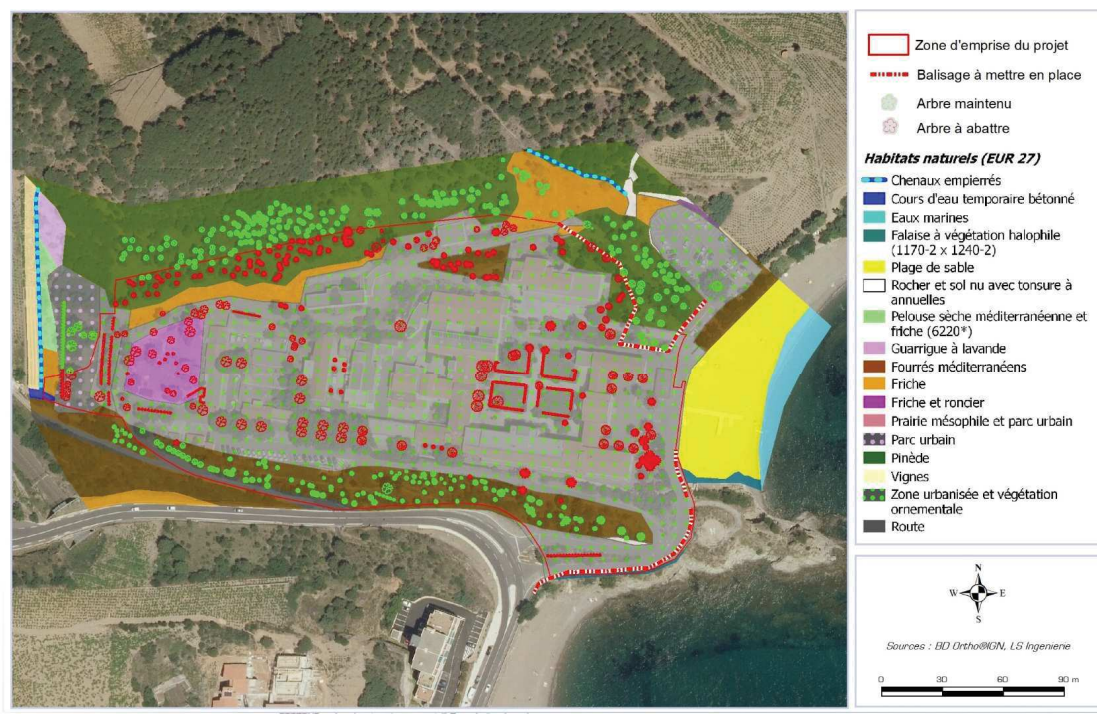 Zone d'emprise du projet
Balisage à mettre en place
Arbre maintenu
Arbre à abattre
Habitats naturels (EUR 27)
Chenaux empierrés
Cours d'eau temporaire bétonné
Eaux marines
Falaise à végétation halophile
(1170-2 x 1240-2)
Plage de sable
Rocher et sol nu avec tonsure à
annuelles
Pelouse sèche méditerranéenne et
friche (6220*)
Guarrigue à lavande
Fourrés méditerranéens
Friche
Friche et roncier
Prairie mésophile et parc urbain
Parc urbain
Pinède
Vignes
Zone urbanisée et végétation
ornementale
Route
N
W E
S
Sources : BD Ortho®IGN, LS Ingenierie
0 30 60 90 m